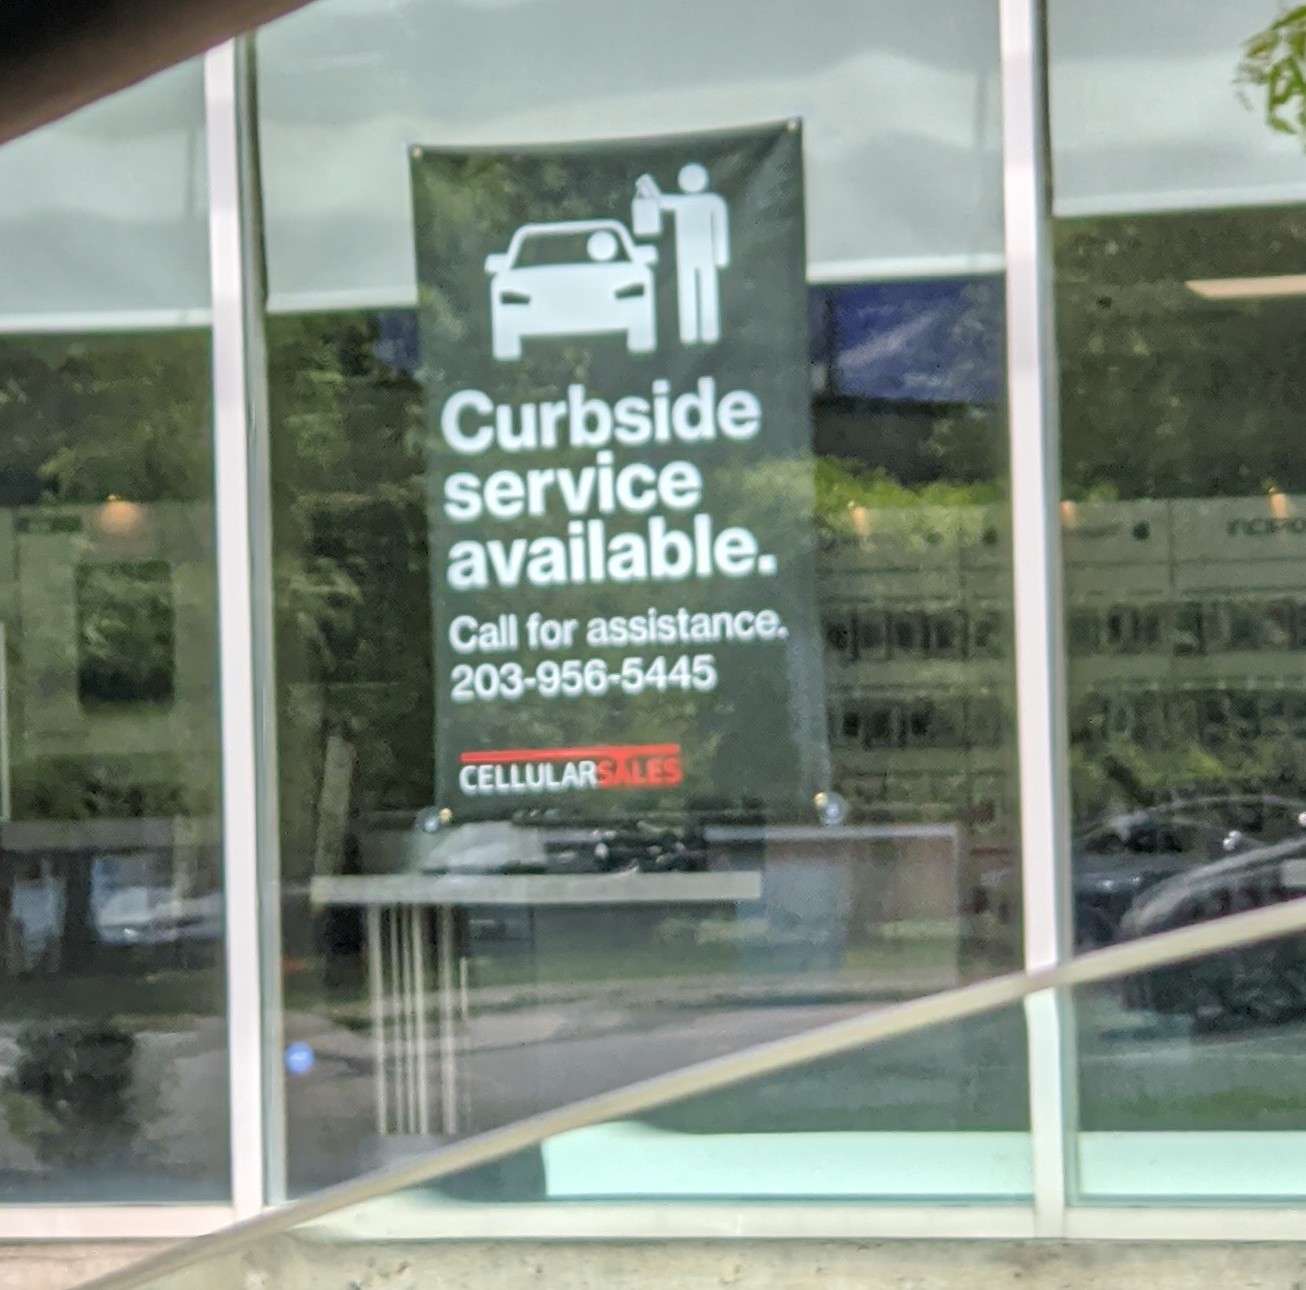 Curbside
service
available.
Call for assistance.
203-956-5445
CELLULARSALES